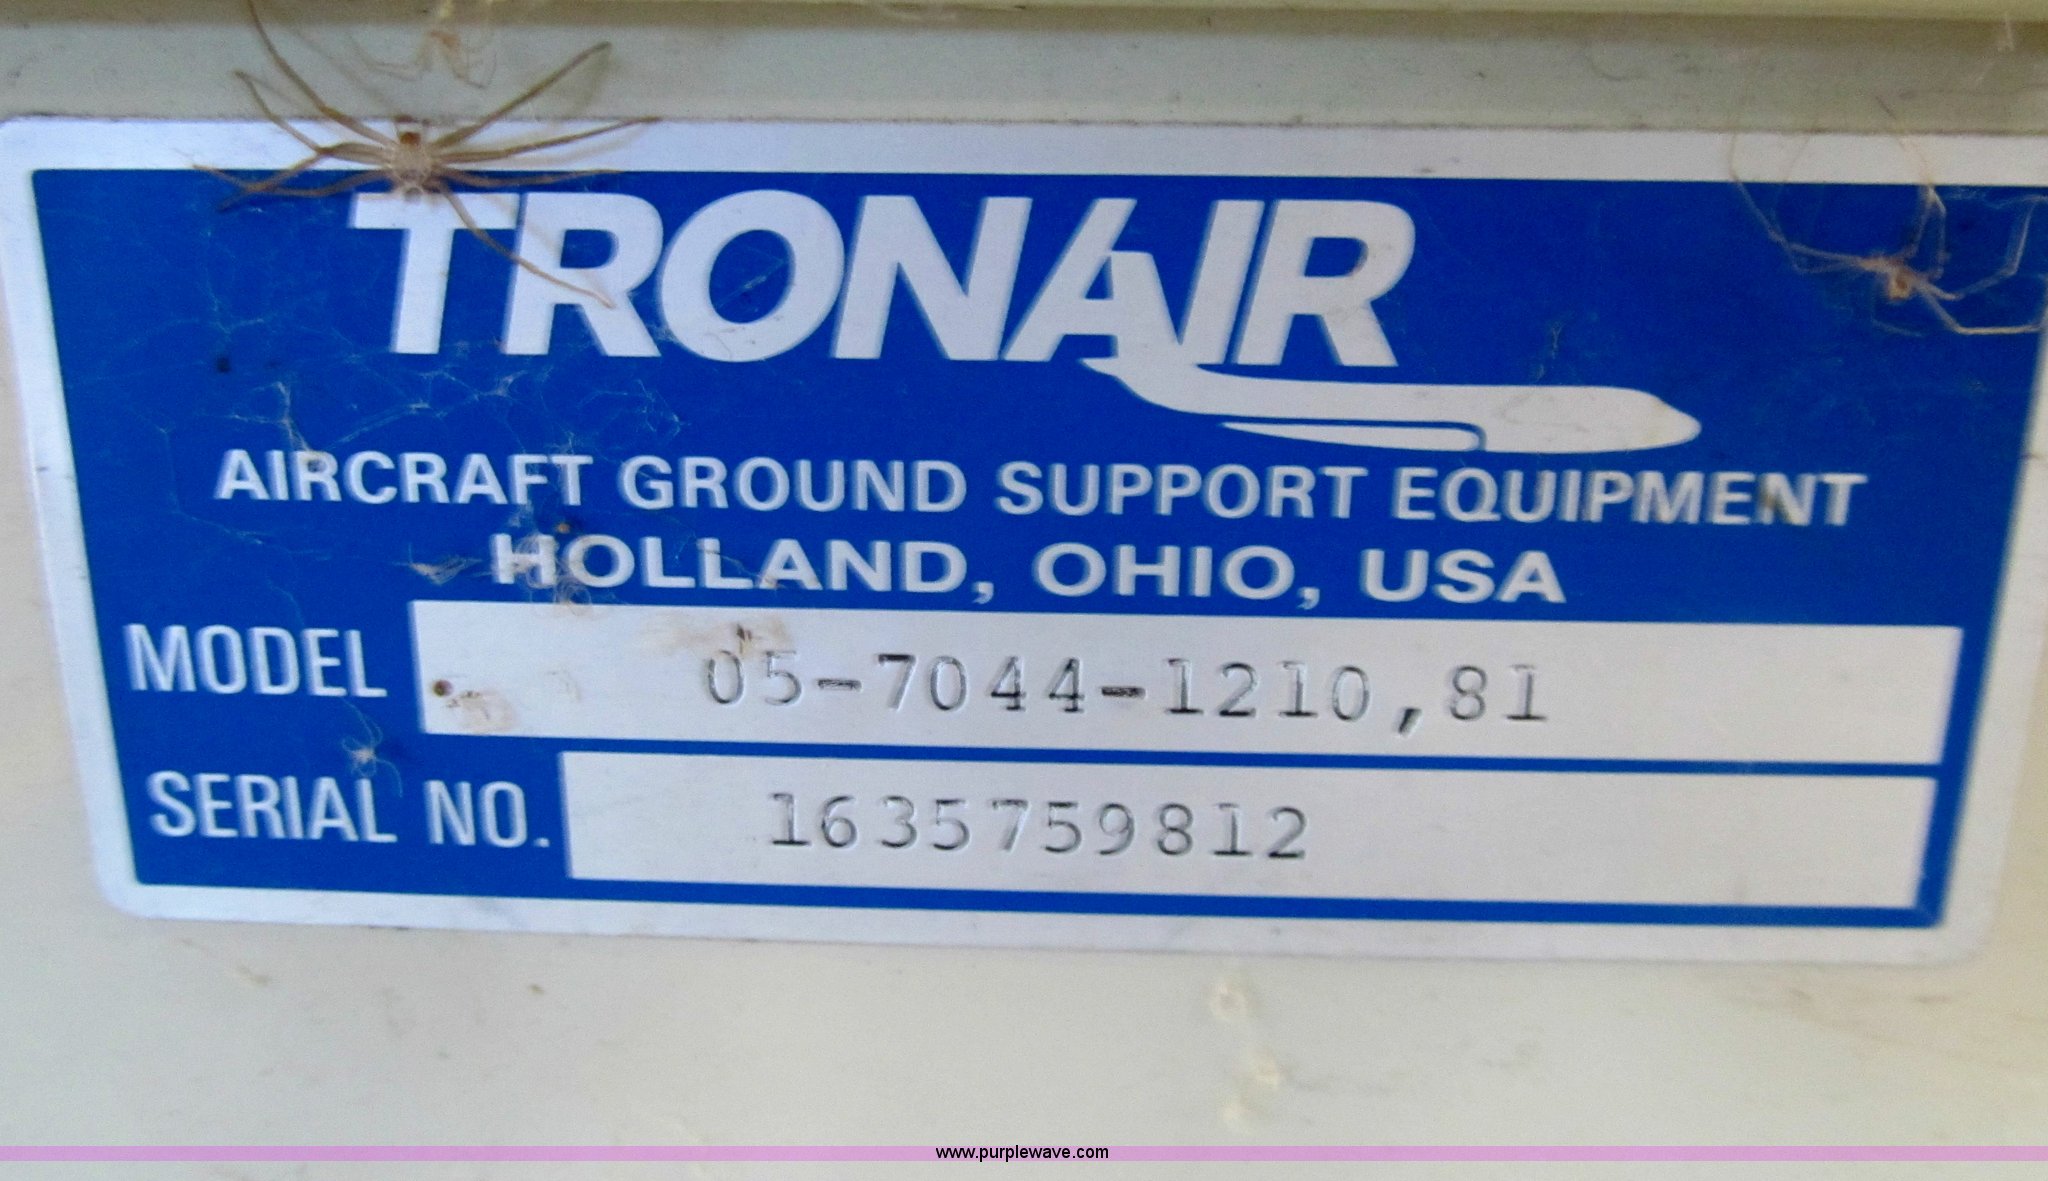 TRONAIR
AIRCRAFT GROUND SUPPORT EQUIPMENT
HOLLAND, OHIO, USA
MODEL 05-7044-1210,81
SERIAL NO. 1635759812
www.purplewave.com